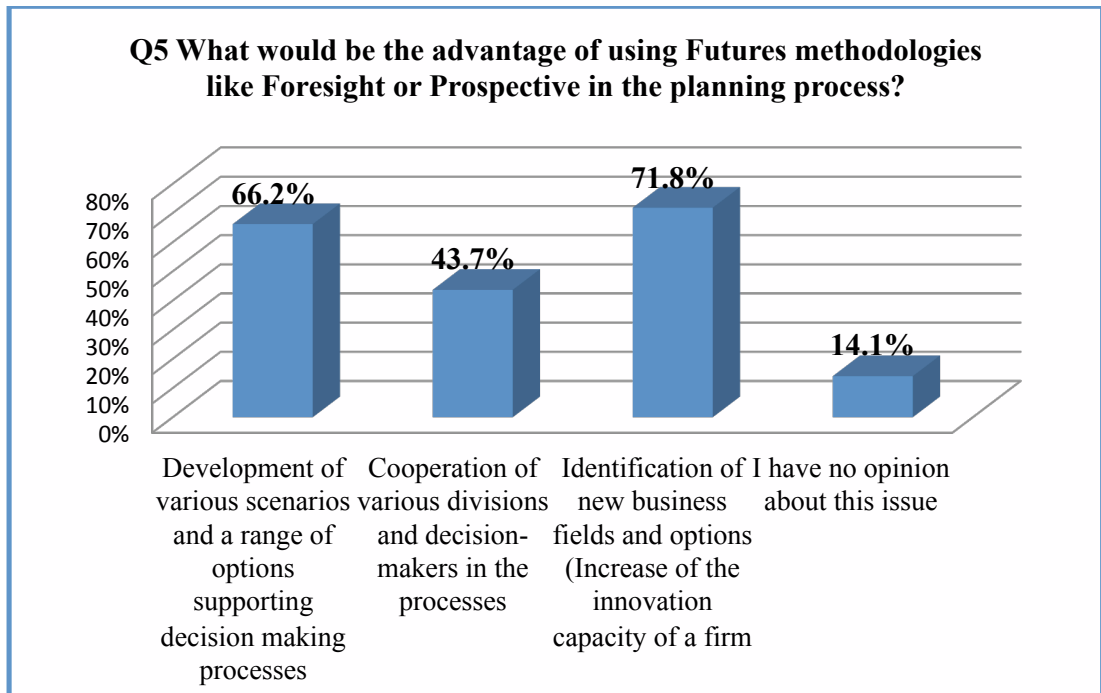 Q5 What would be the advantage of using Futures methodologies
like Foresight or Prospective in the planning process?
80%
70%
60%
50%
40%
30%
20%
10%
0%
66.2%
43.7%
71.8%
14.1%
Development of
various scenarios
and a range of
options
supporting
decision making
processes
Cooperation of
various divisions
and decision-
makers in the
processes
Identification of
new business
fields and options
(Increase of the
innovation
capacity of a firm
I have no opinion
about this issue